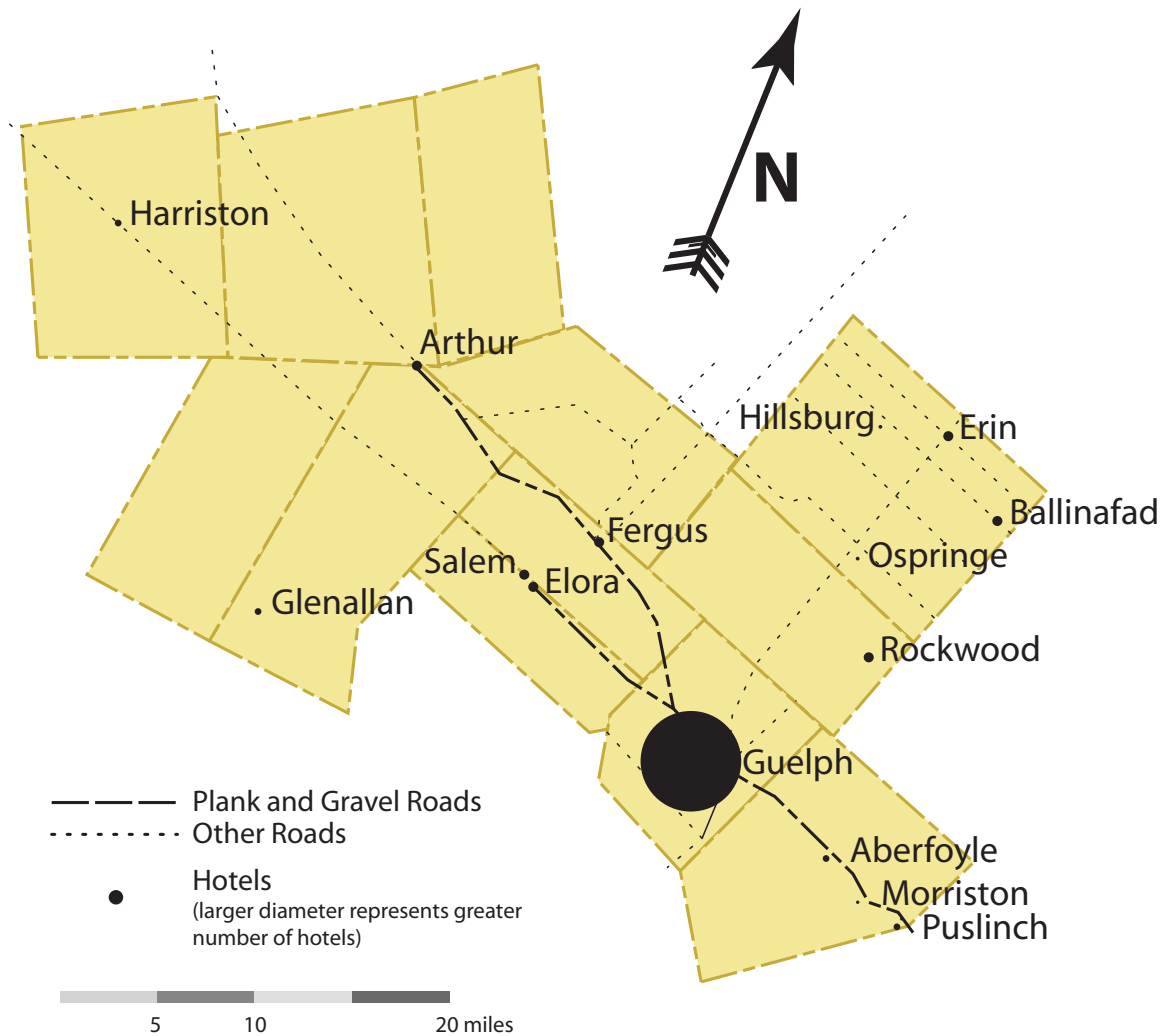 N
Harriston
Arthur
Hillsburg
Erin
Ballinafad
Fergus
Ospringe
Salem
Elora
Glenallan
Rockwood
Guelph
Plank and Gravel Roads
Other Roads
Aberfoyle
Hotels
(larger diameter represents greater
number of hotels)
Morriston
Puslinch
5 10 20 miles